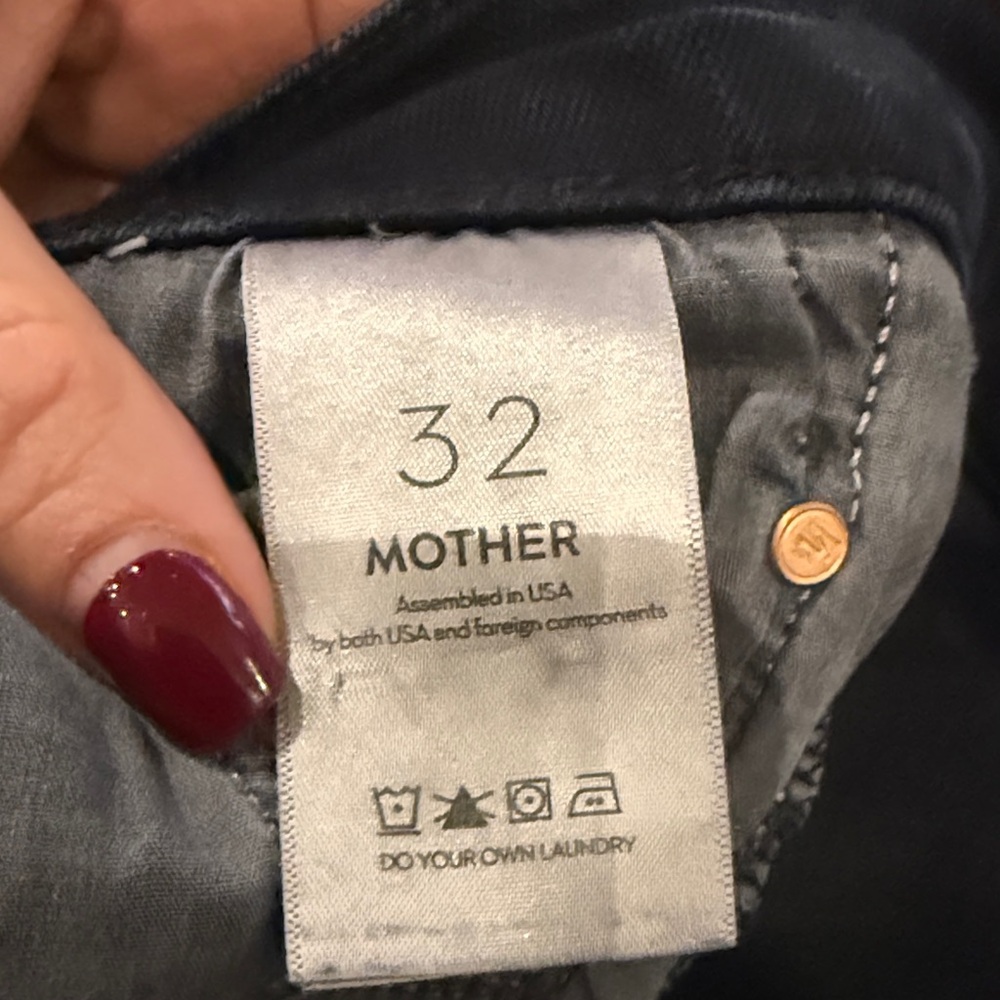 32
MOTHER
Assembled in USA
by both USA and foreign components
DO YOUR OWN LAUNDRY